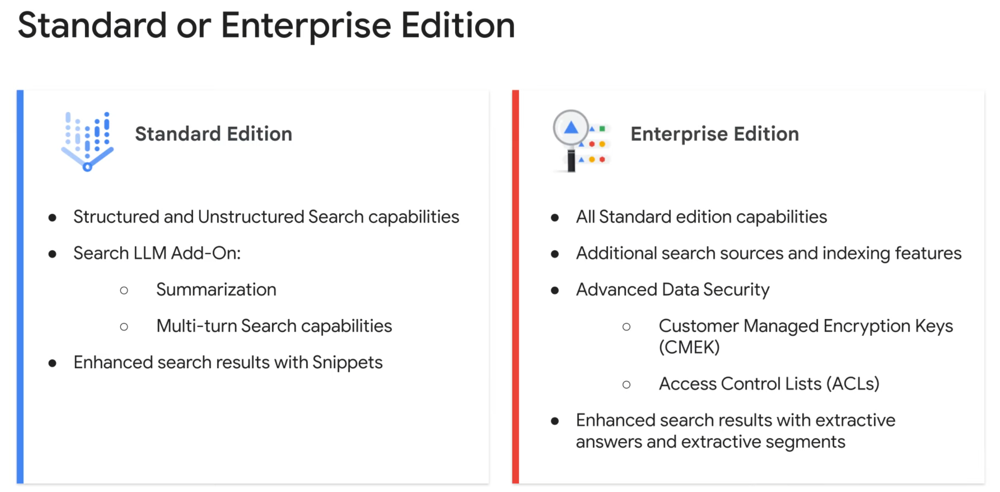 Standard or Enterprise Edition
Standard Edition
● Structured and Unstructured Search capabilities
● Search LLM Add-On:
○ Summarization
○ Multi-turn Search capabilities
● Enhanced search results with Snippets
Enterprise Edition
● All Standard edition capabilities
● Additional search sources and indexing features
● Advanced Data Security
○ Customer Managed Encryption Keys
(CMEK)
○ Access Control Lists (ACLs)
● Enhanced search results with extractive
answers and extractive segments